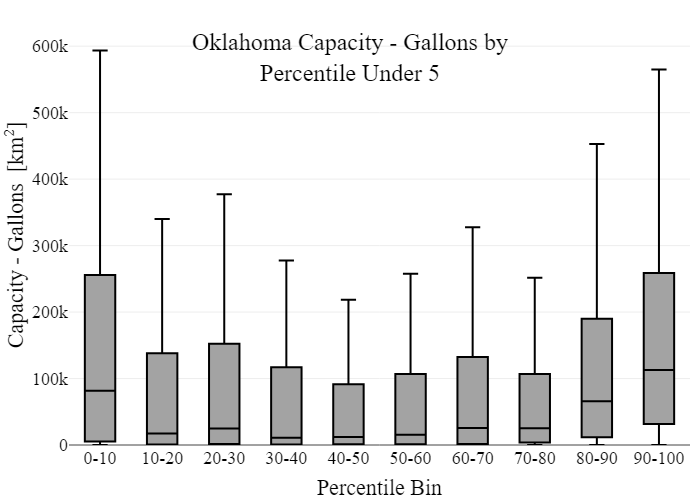 Oklahoma Capacity - Gallons by
Percentile Under 5
Capacity - Gallons [km²]
600k
500k
400k
300k
200k
100k
0
0-10 10-20 20-30 30-40 40-50 50-60 60-70 70-80 80-90 90-100
Percentile Bin